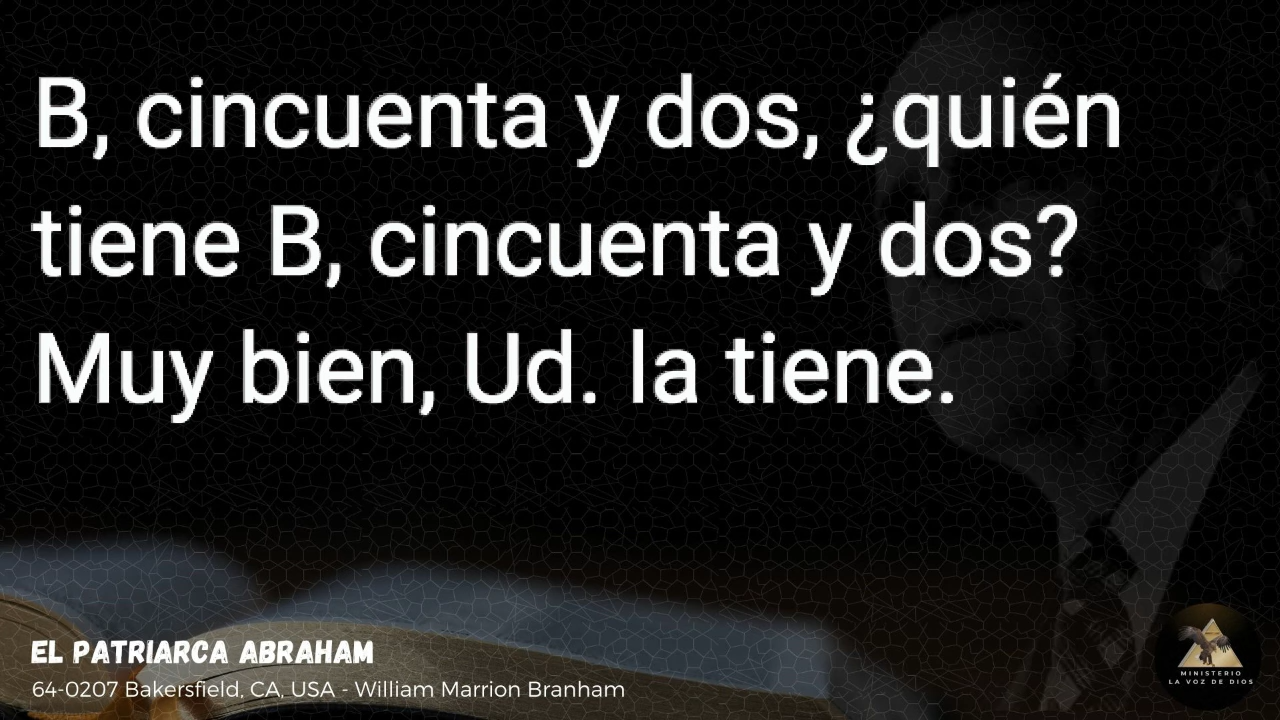 B, cincuenta y dos, ¿quién
tiene B, cincuenta y dos?
Muy bien, Ud. la tiene.
EL PATRIARCA ABRAHAM
64-0207 Bakersfield, CA, USA - William Marrion Branham
MINISTERIO
LA VOZ DE DIOS